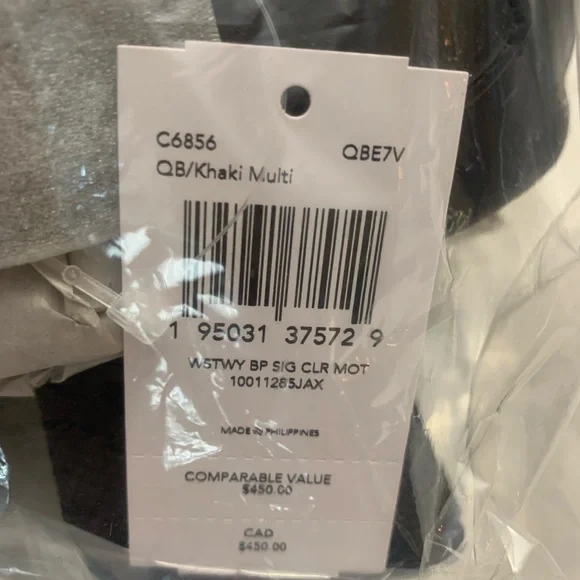 C6856 QBE7V
QB/Khaki Multi
1 95031 37572 9
WSTWY BP SIG CLR MOT
10011285JAX
MADE IN PHILIPPINES
COMPARABLE VALUE
$450.00
CAD
$450.00